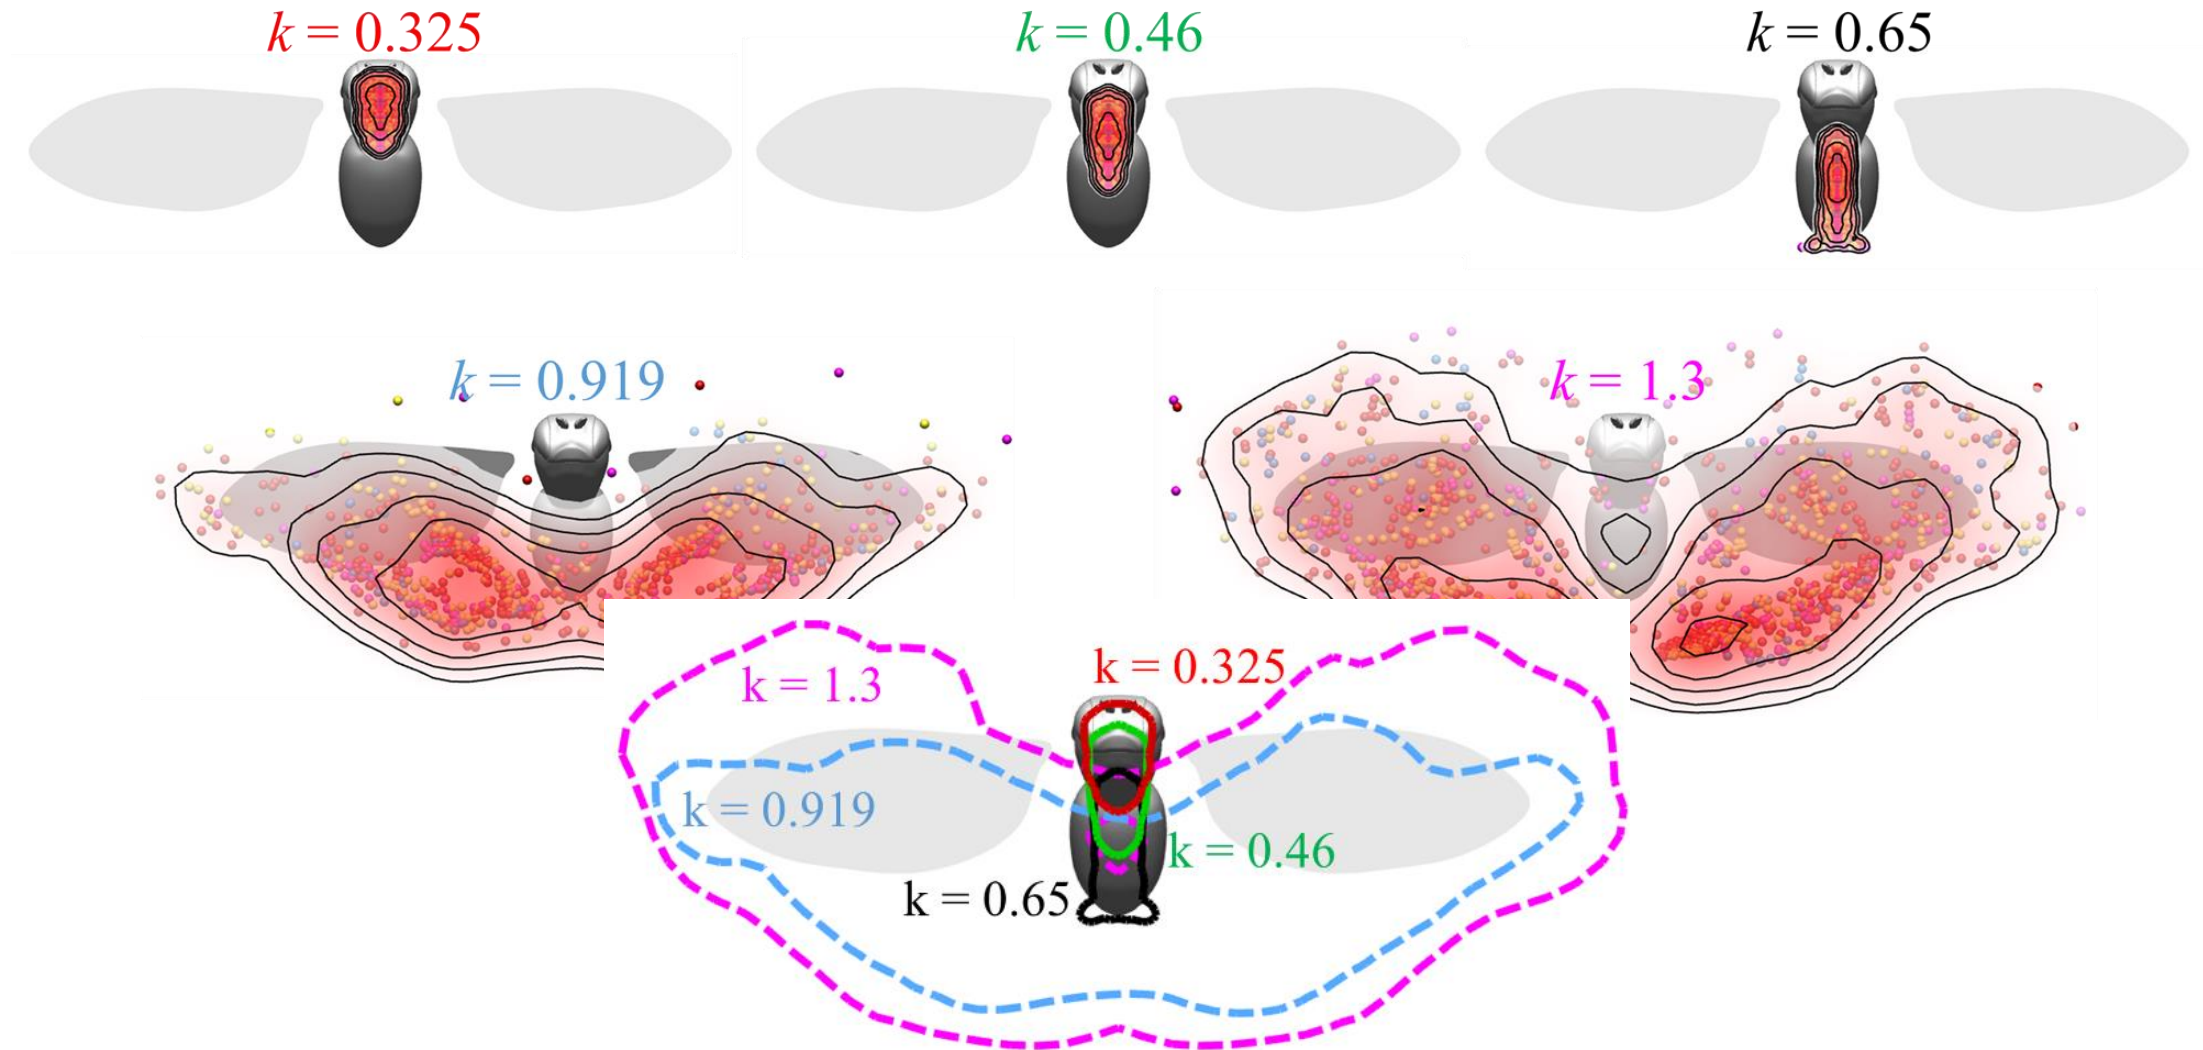 k = 0.325
k = 0.46
k = 0.65
k = 0.919
k = 1.3
k = 0.325
k = 1.3
k = 0.919
k = 0.46
k = 0.65